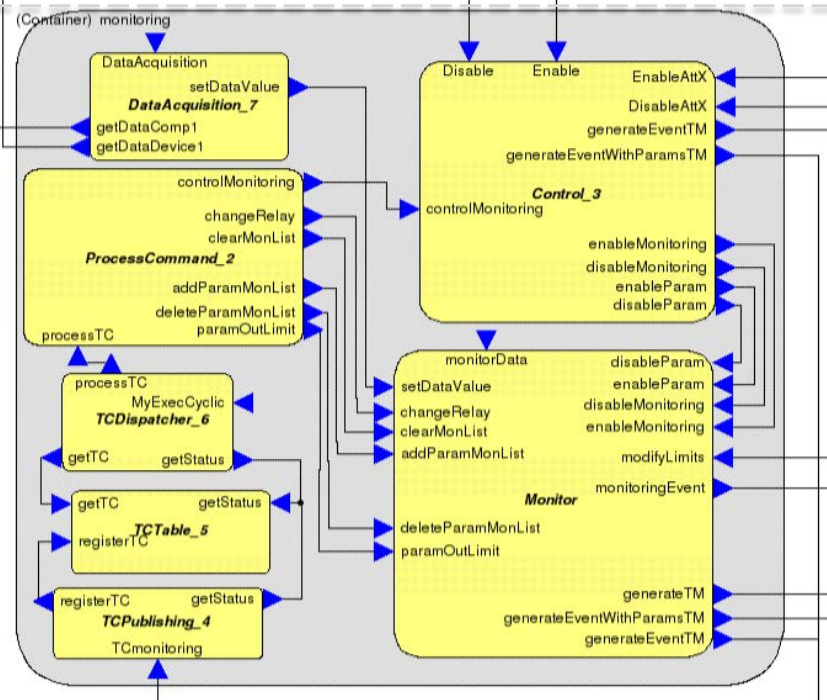 (Container) monitoring
DataAcquisition
setDataValue
DataAcquisition_7
getDataComp1
getDataDevice1
controlMonitoring
changeRelay
clearMonList
ProcessCommand_2
addParamMonList
deleteParamMonList
paramOutLimit
processTC
processTC
MyExecCyclic
TCDispatcher_6
getTC
getStatus
getTC
getStatus
TCTable_5
registerTC
registerTC
getStatus
TCPublishing_4
TCmonitoring
Disable
Enable
EnableAttX
DisableAttX
generateEventTM
generateEventWithParamsTM
Control_3
controlMonitoring
enableMonitoring
disableMonitoring
enableParam
disableParam
monitorData
disableParam
setDataValue
enableParam
changeRelay
disableMonitoring
clearMonList
enableMonitoring
addParamMonList
modifyLimits
monitoringEvent
Monitor
deleteParamMonList
paramOutLimit
generateTM
generateEventWithParamsTM
generateEventTM